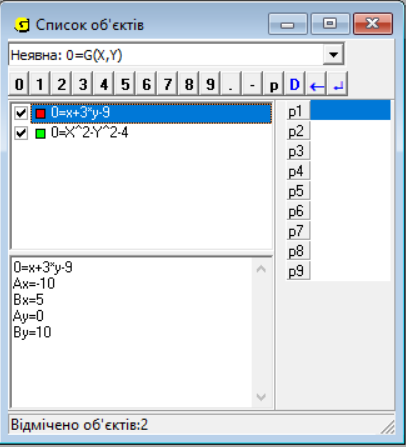 Список об'єктів
Неявна: 0=G(X,Y)
0 1 2 3 4 5 6 7 8 9 . - p D ← ↲
0=x+3*y-9
0=X^2-Y^2-4
p1
p2
p3
p4
p5
p6
p7
p8
p9
0=x+3*y-9
Ax=-10
Bx=5
Ay=0
By=10
Відмічено об'єктів:2